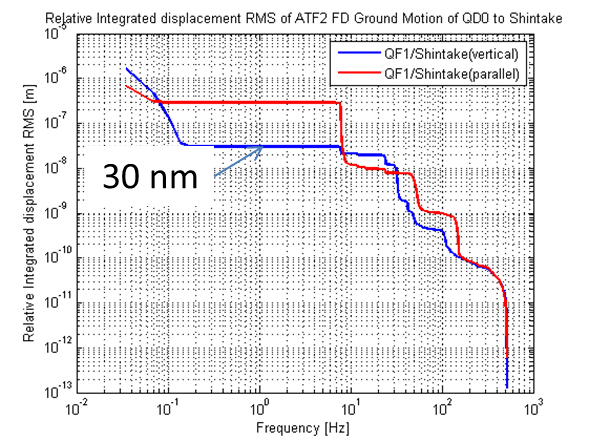 Relative Integrated displacement RMS of ATF2 FD Ground Motion of QD0 to Shintake
10^-5
10^-6
10^-7
10^-8
10^-9
10^-10
10^-11
10^-12
10^-13
Relative Integrated displacement RMS [m]
QF1/Shintake(vertical)
QF1/Shintake(parallel)
30 nm
10^-2 10^-1 10^0 10^1 10^2 10^3
Frequency [Hz]